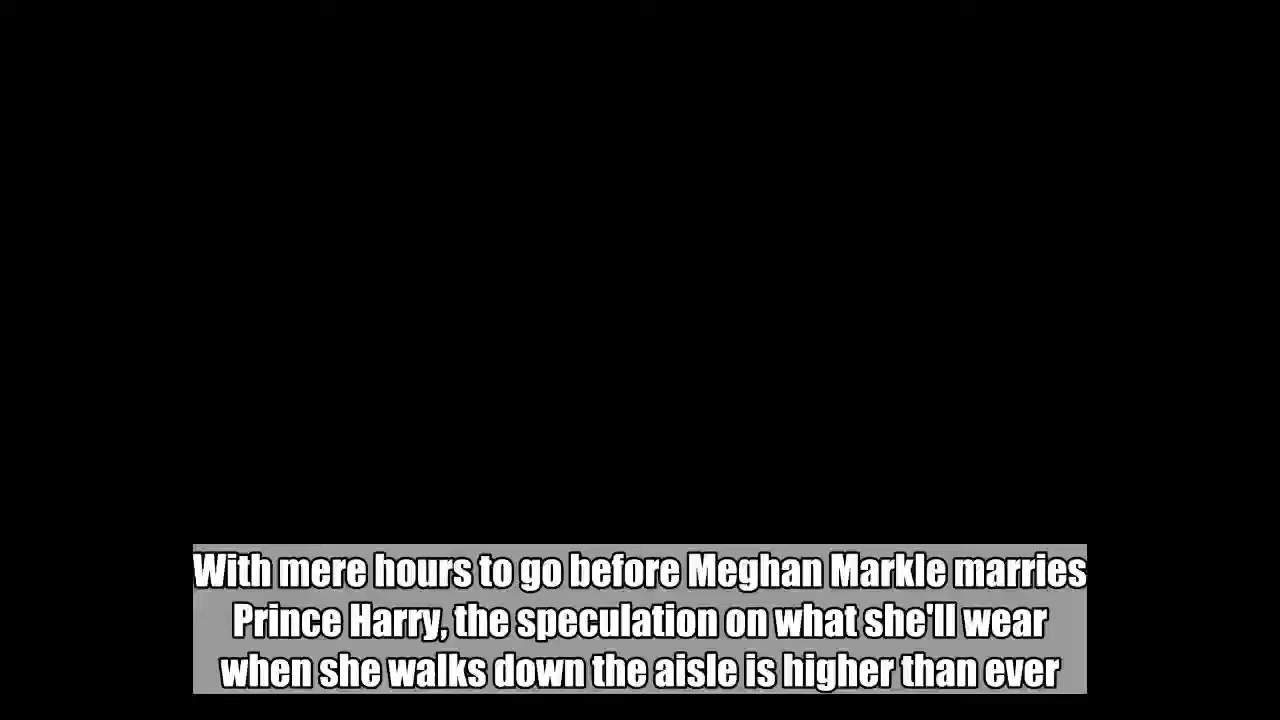 With mere hours to go before Meghan Markle marries
Prince Harry, the speculation on what she'll wear
when she walks down the aisle is higher than ever